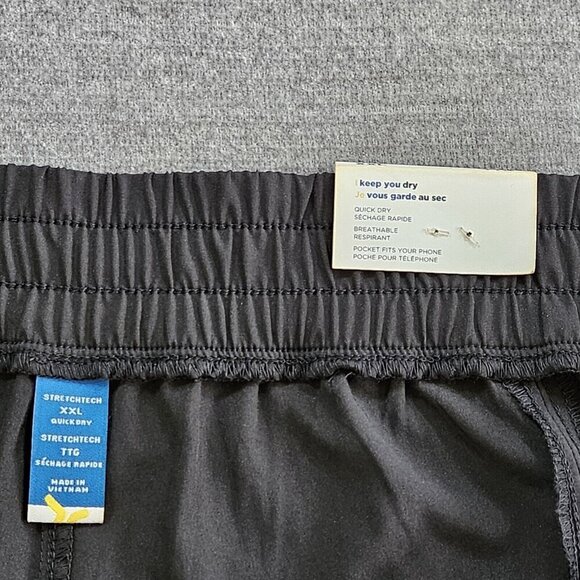 I keep you dry
Je vous garde au sec
QUICK DRY
SÉCHAGE RAPIDE
BREATHABLE
RESPIRANT
POCKET FITS YOUR PHONE
POCHE POUR TÉLÉPHONE
STRETCHTECH
XXL
QUICK DRY
STRETCHTECH
TTG
SÉCHAGE RAPIDE
MADE IN
VIETNAM